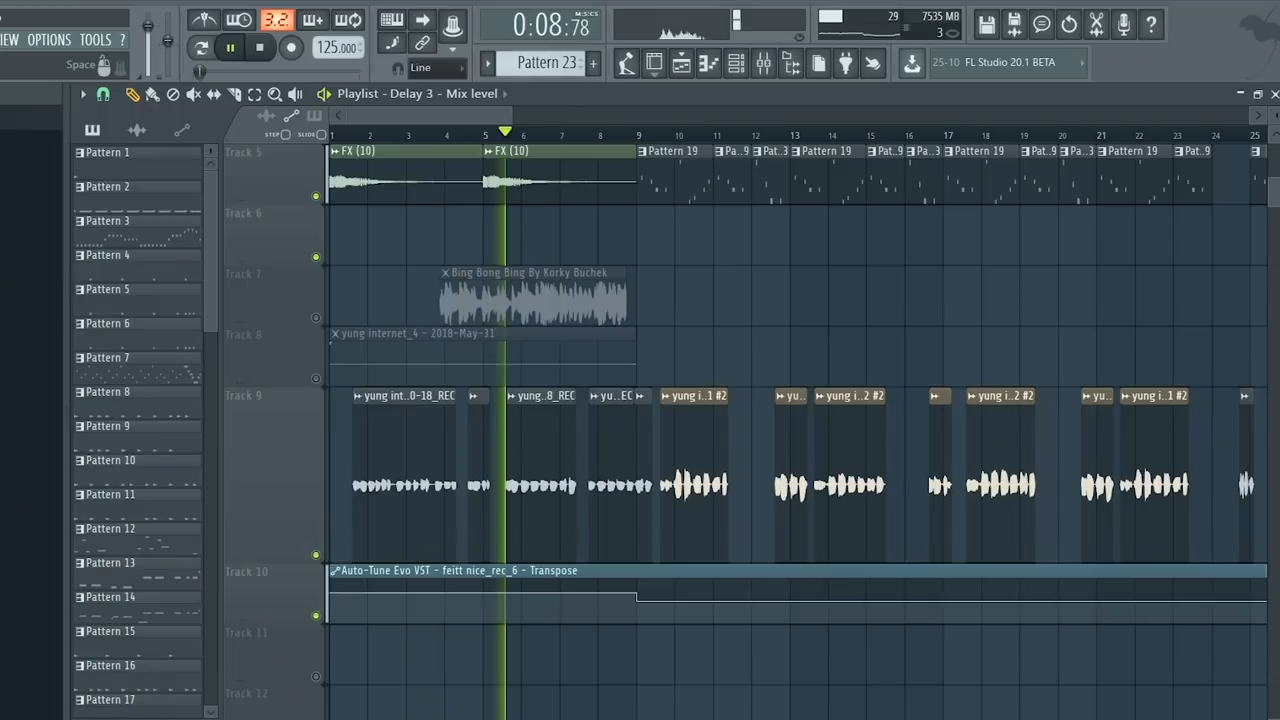 3.2.
0:08:78
M:S:CS
29
7535 MB
3
IEW OPTIONS TOOLS ?
Space
125.000
Line
Pattern 23
25-10 FL Studio 20.1 BETA
Playlist - Delay 3 - Mix level
STEP SLIDE
1 2 3 4 5 6 7 8 9 10 11 12 13 14 15 16 17 18 19 20 21 22 23 24 25
Pattern 1
Pattern 2
Pattern 3
Pattern 4
Pattern 5
Pattern 6
Pattern 7
Pattern 8
Pattern 9
Pattern 10
Pattern 11
Pattern 12
Pattern 13
Pattern 14
Pattern 15
Pattern 16
Pattern 17
Track 5
FX (10) FX (10) Pattern 19 Pa..9 Pat..3 Pattern 19 Pat..9 Pa..3 Pattern 19 Pat..9 Pat..3 Pattern 19 Pat..9
Track 6
Track 7
Bing Bong Bing By Korky Buchek
Track 8
yung internet_4 - 2018-May-31
Track 9
yung int..0-18_REC yung..8_REC yu..EC yung i..1 #2 yu.. yung i..2 #2 yung i..2 #2 yu.. yung i..1 #2
Track 10
Auto-Tune Evo VST - feitt nice_rec_6 - Transpose
Track 11
Track 12